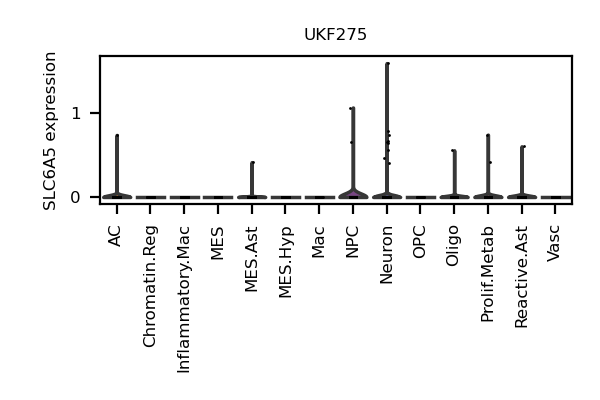 UKF275
SLC6A5 expression
1
0
AC
Chromatin.Reg
Inflammatory.Mac
MES
MES.Ast
MES.Hyp
Mac
NPC
Neuron
OPC
Oligo
Prolif.Metab
Reactive.Ast
Vasc